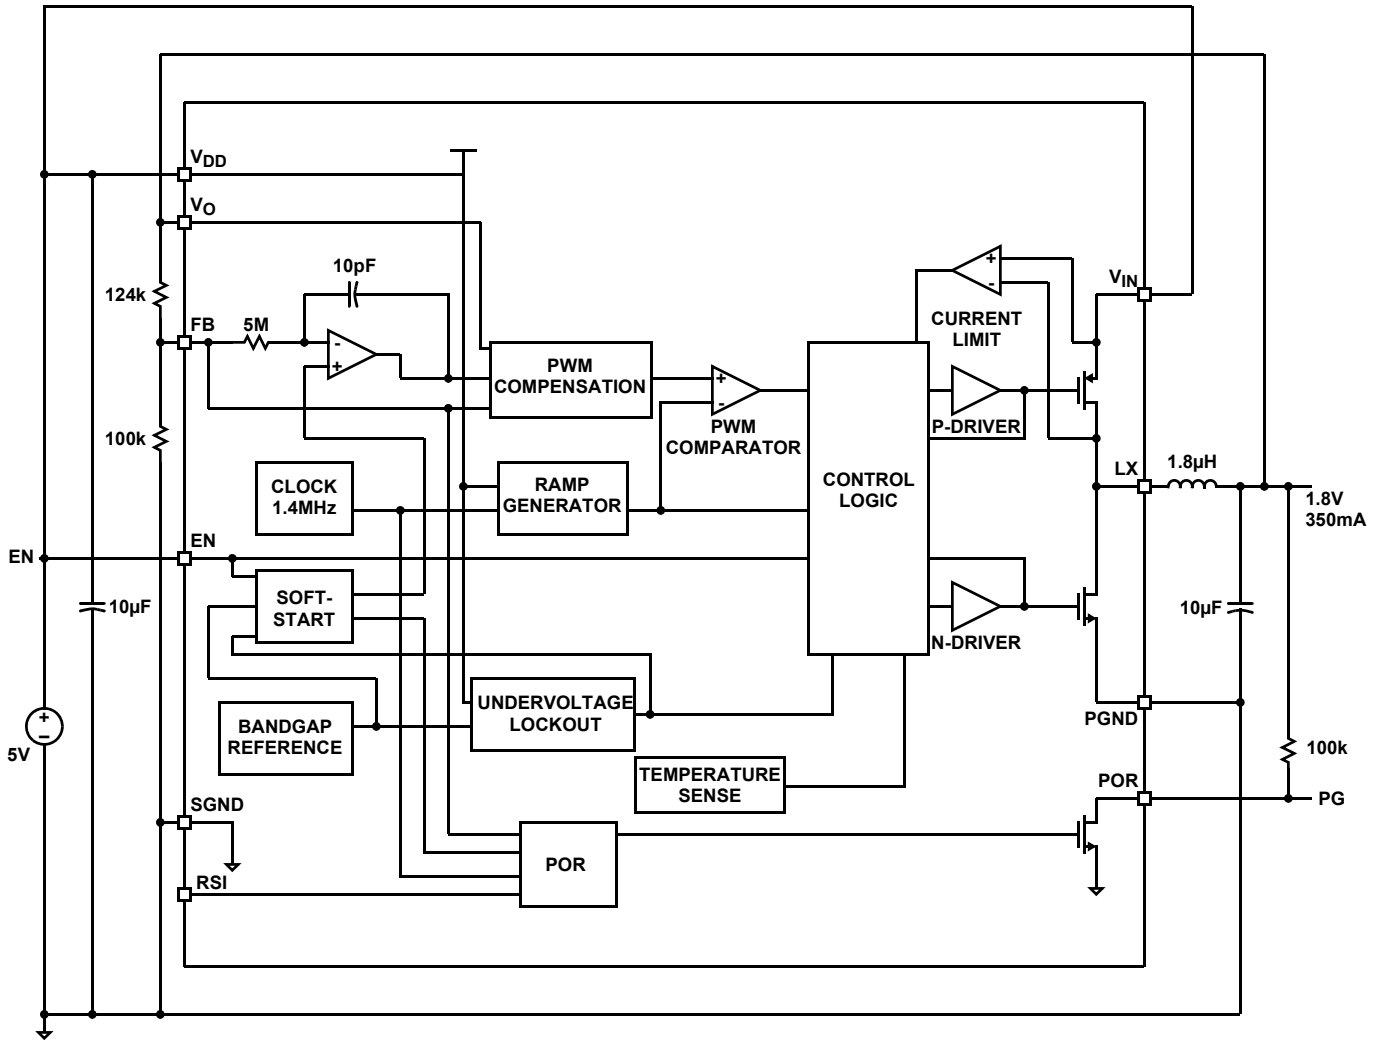 VDD
VO
10pF
124k
FB
5M
-
+
PWM
COMPENSATION
+
-
PWM
COMPARATOR
+
-
CURRENT
LIMIT
VIN
P-DRIVER
100k
CLOCK
1.4MHz
RAMP
GENERATOR
CONTROL
LOGIC
LX
1.8µH
1.8V
350mA
EN
EN
10µF
SOFT-
START
N-DRIVER
10µF
+
−
5V
BANDGAP
REFERENCE
UNDERVOLTAGE
LOCKOUT
PGND
TEMPERATURE
SENSE
100k
POR
PG
SGND
RSI
POR